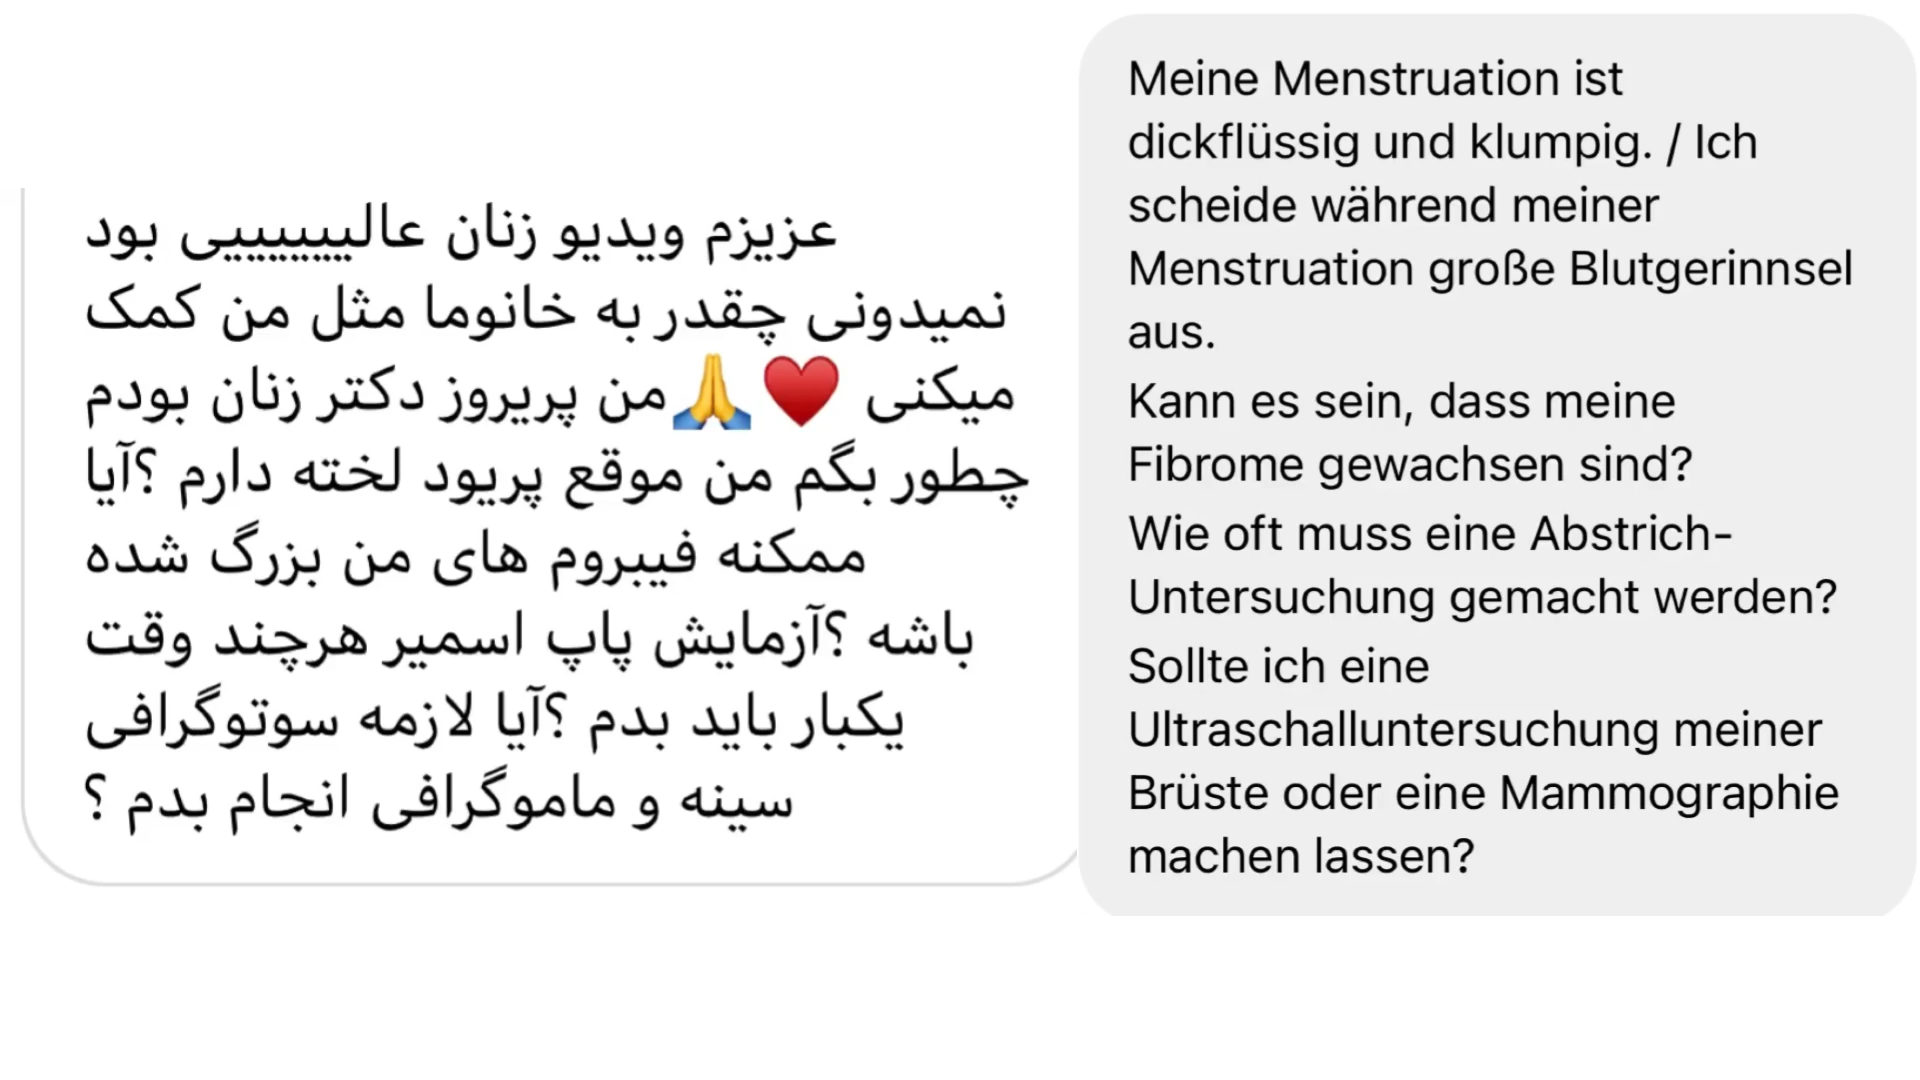 عزیزم ویدیو زنان عالییییییی بود
نمیدونی چقدر به خانوما مثل من کمک
میکنی ♥️🙏من پریروز دکتر زنان بودم
چطور بگم من موقع پریود لخته دارم ؟آیا
ممکنه فیبروم های من بزرگ شده
باشه ؟آزمایش پاپ اسمیر هرچند وقت
یکبار باید بدم ؟آیا لازمه سوتوگرافی
سینه و ماموگرافی انجام بدم ؟
Meine Menstruation ist
dickflüssig und klumpig. / Ich
scheide während meiner
Menstruation große Blutgerinnsel
aus.
Kann es sein, dass meine
Fibrome gewachsen sind?
Wie oft muss eine Abstrich-
Untersuchung gemacht werden?
Sollte ich eine
Ultraschalluntersuchung meiner
Brüste oder eine Mammographie
machen lassen?